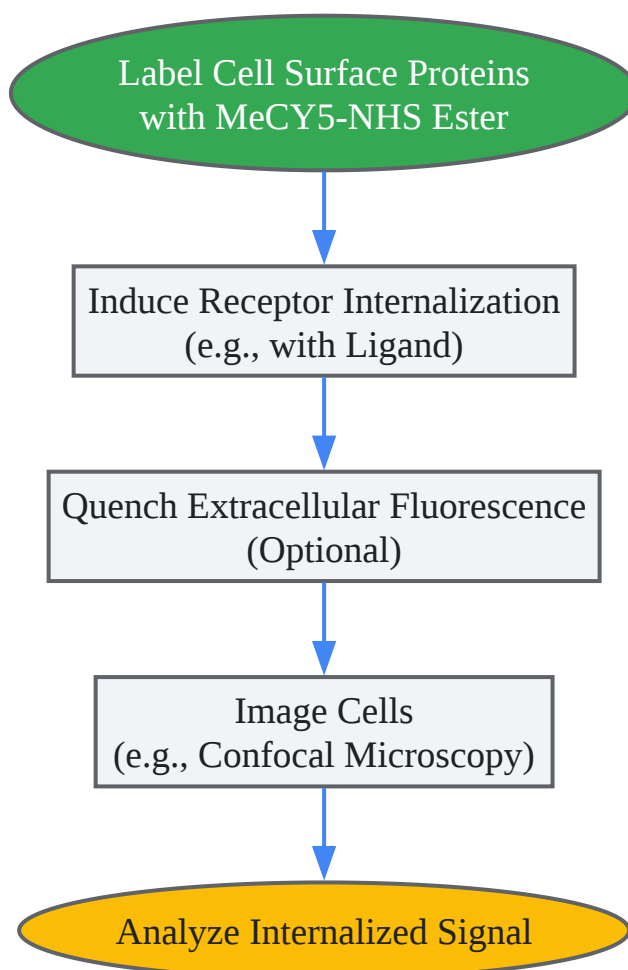 Label Cell Surface Proteins
with MeCY5-NHS Ester
Induce Receptor Internalization
(e.g., with Ligand)
Quench Extracellular Fluorescence
(Optional)
Image Cells
(e.g., Confocal Microscopy)
Analyze Internalized Signal